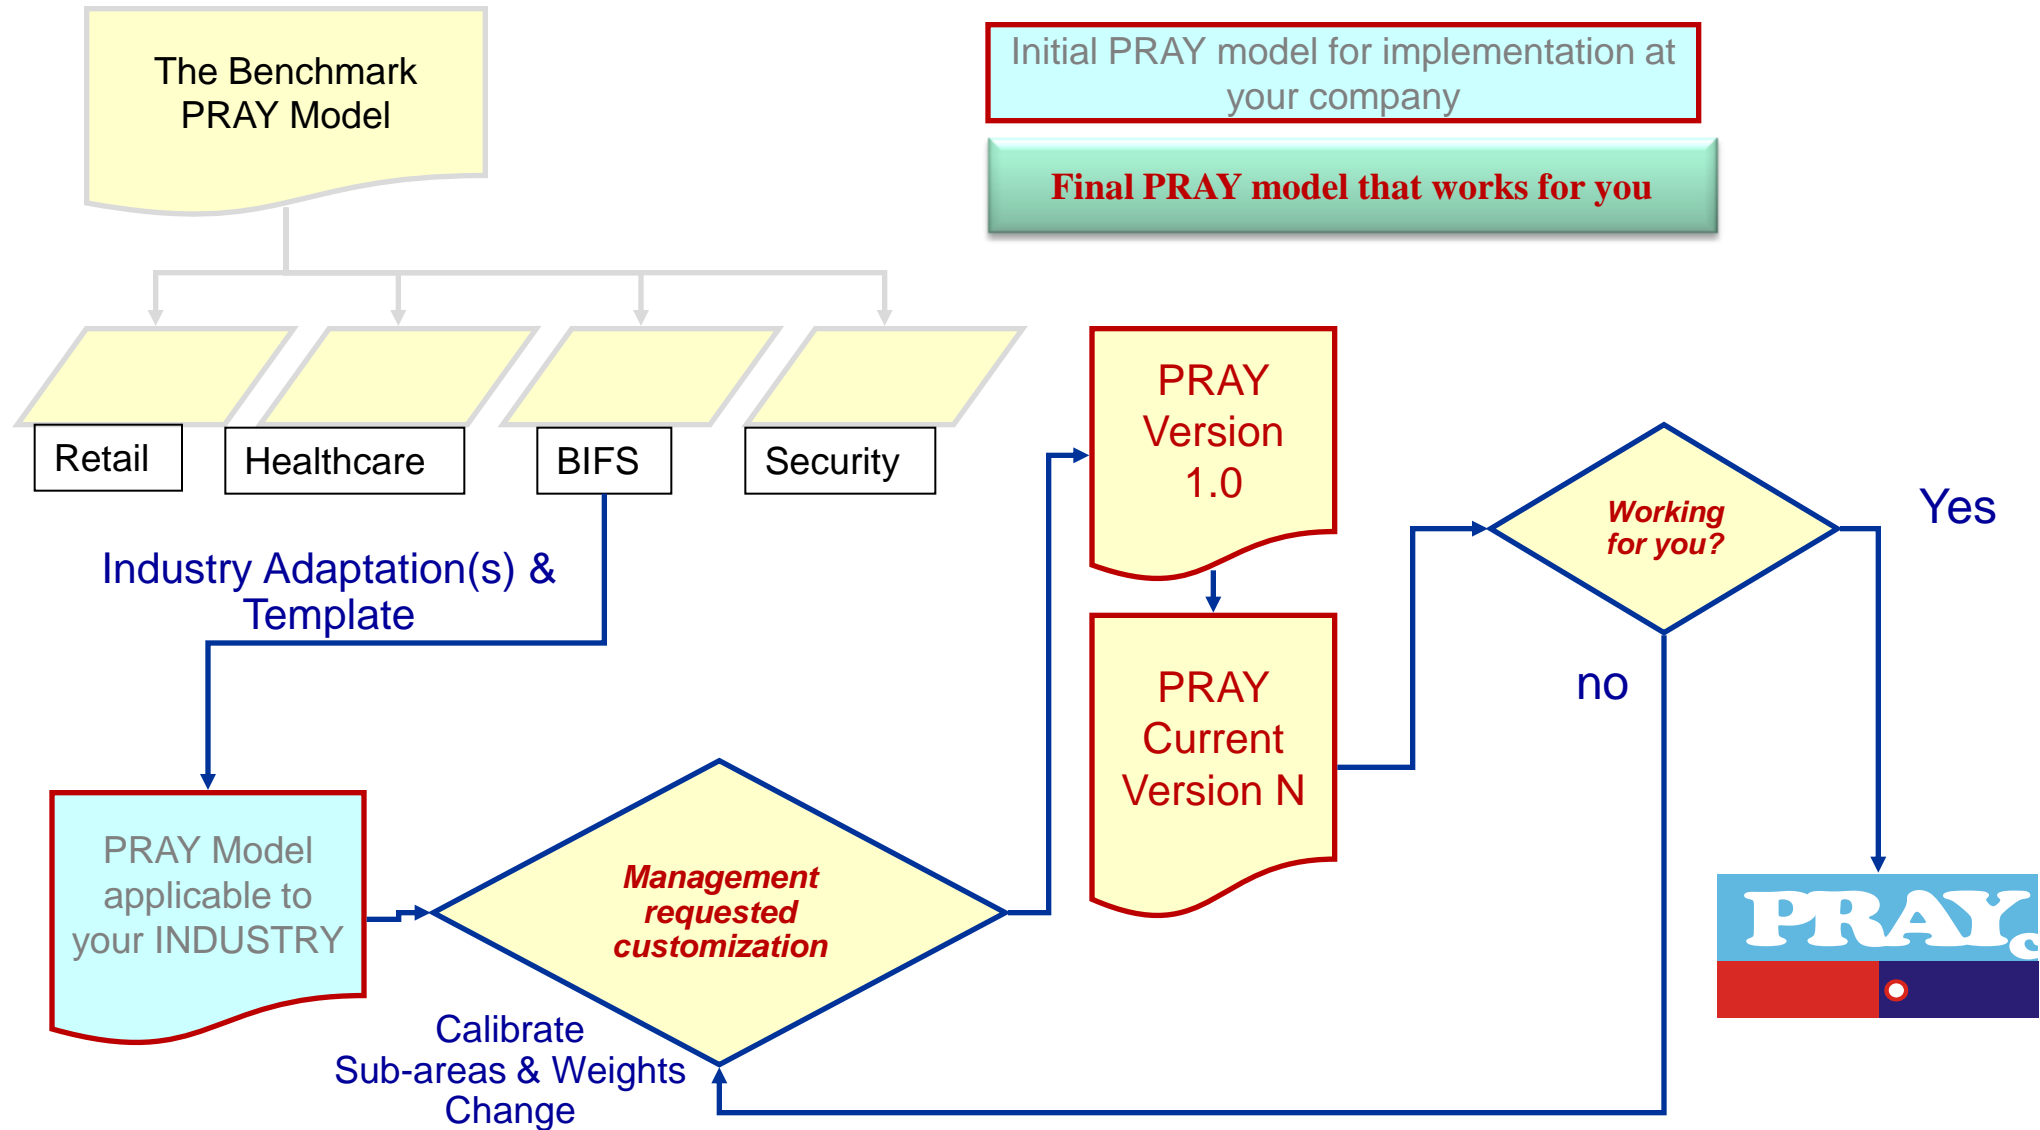 The Benchmark
PRAY Model
Initial PRAY model for implementation at
your company
Final PRAY model that works for you
Retail
Healthcare
BIFS
Security
Industry Adaptation(s) &
Template
PRAY
Version
1.0
PRAY
Current
Version N
Working
for you?
Yes
no
PRAY Model
applicable to
your INDUSTRY
Management
requested
customization
Calibrate
Sub-areas & Weights
Change
PRAY